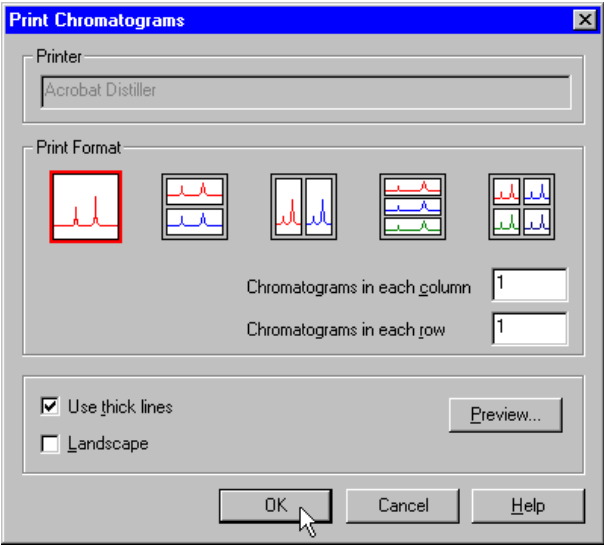 Print Chromatograms
Printer
Acrobat Distiller
Print Format
Chromatograms in each column 1
Chromatograms in each row 1
Use thick lines
Preview...
Landscape
OK Cancel Help